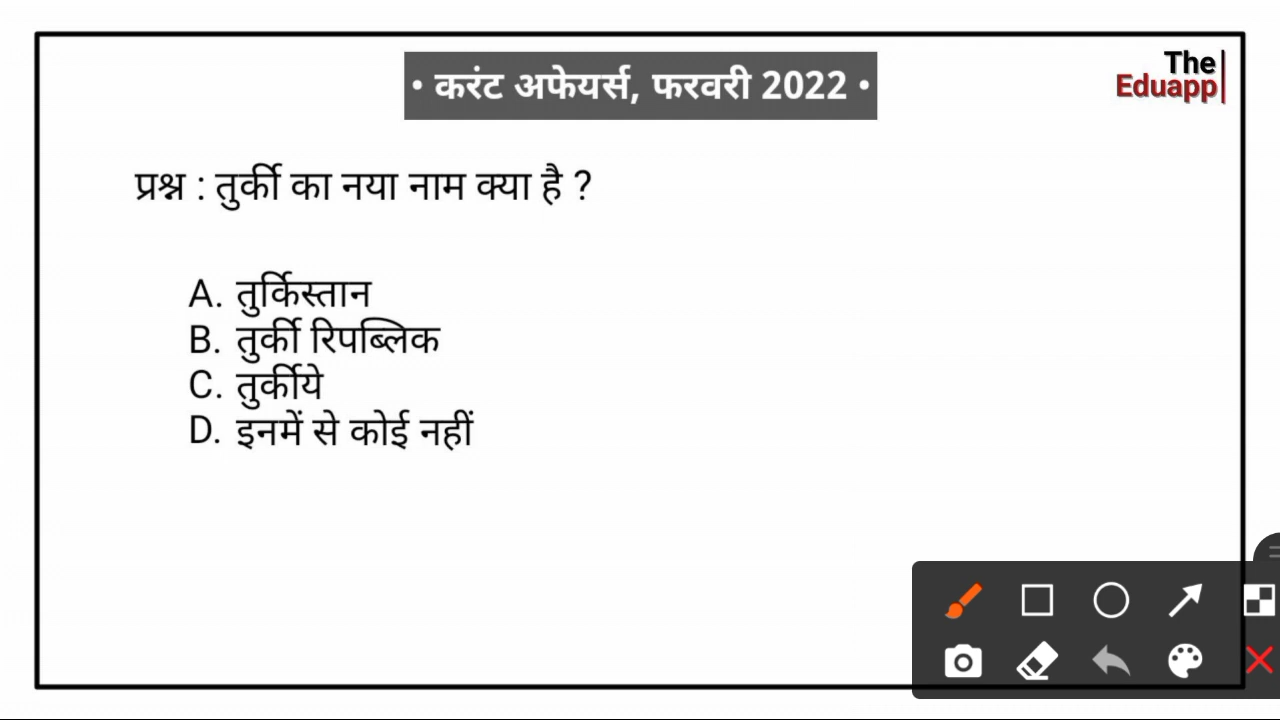 • करंट अफेयर्स, फरवरी 2022 •
The
Eduapp
प्रश्न : तुर्की का नया नाम क्या है ?
A. तुर्किस्तान
B. तुर्की रिपब्लिक
C. तुर्कीये
D. इनमें से कोई नहीं